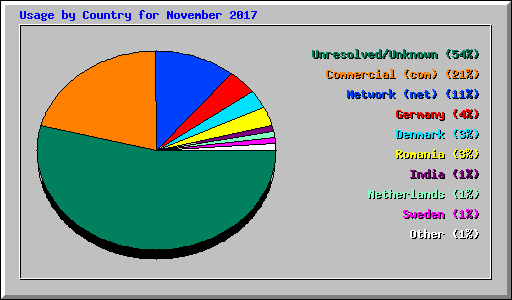 Usage by Country for November 2017
Unresolved/Unknown (54%)
Commercial (com) (21%)
Network (net) (11%)
Germany (4%)
Denmark (3%)
Romania (3%)
India (1%)
Netherlands (1%)
Sweden (1%)
Other (1%)